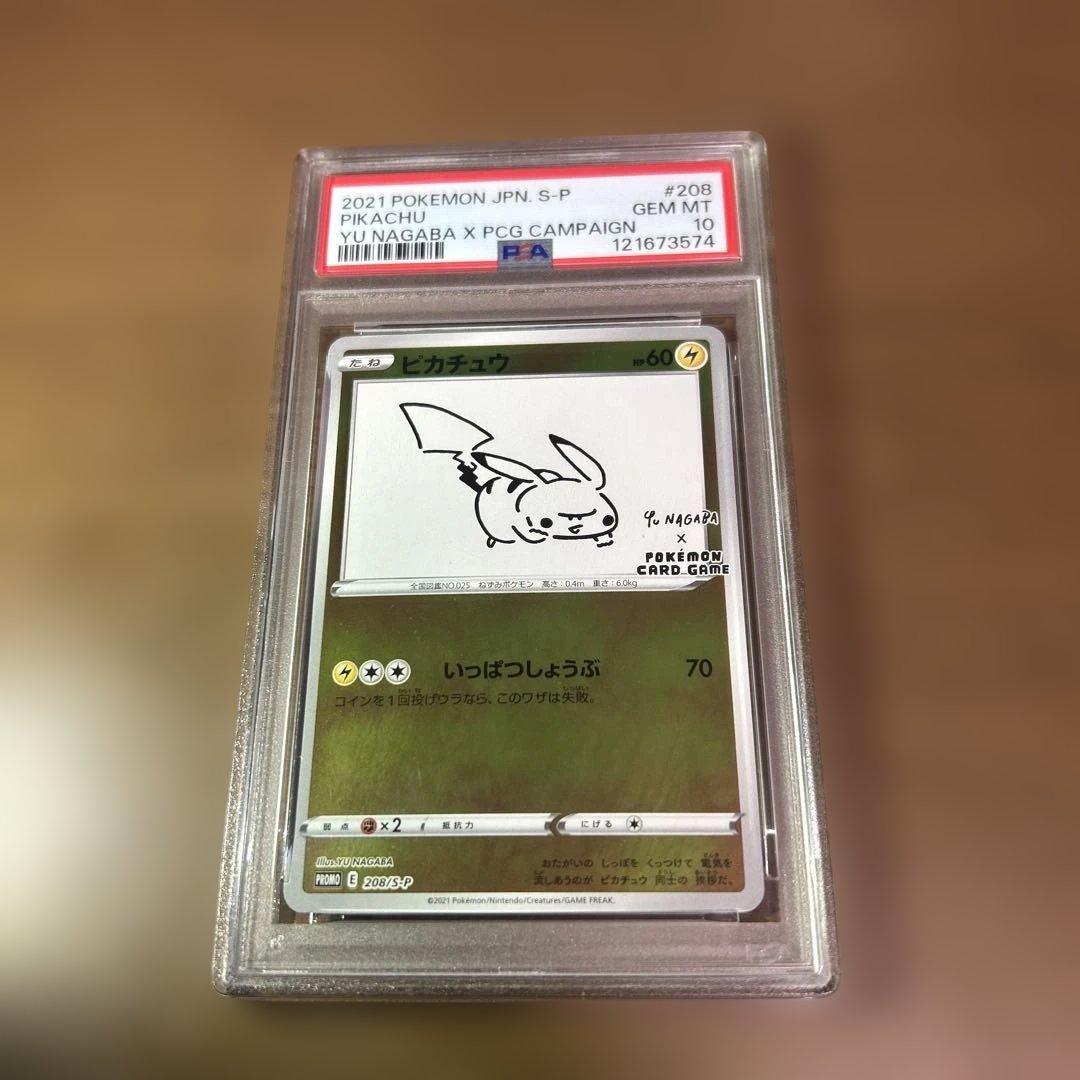 2021 POKEMON JPN. S-P #208
PIKACHU GEM MT
YU NAGABA X PCG CAMPAIGN 10
PSA 121673574
たね ピカチュウ HP60
YU NAGABA
×
POKÉMON
CARD GAME
全国図鑑NO.025 ねずみポケモン 高さ:0.4m 重さ:6.0kg
いっぱつしょうぶ 70
コインを1回投げウラなら、このワザは失敗。
弱点 ×2 抵抗力 にげる
Illus.YU NAGABA
おたがいの しっぽを くっつけて 電気を
PROMO E 208/S-P
流しあうのが ピカチュウ 同士の 挨拶だ。
©2021 Pokémon/Nintendo/Creatures/GAME FREAK.